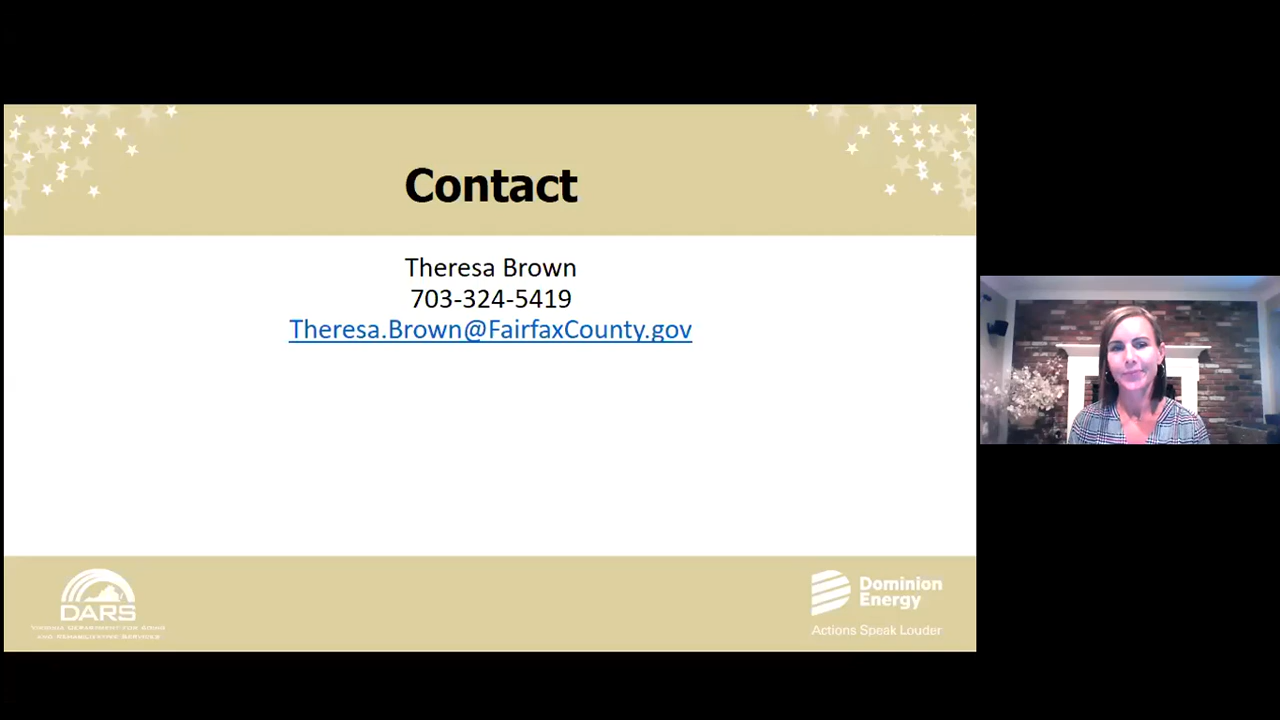 Contact
Theresa Brown
703-324-5419
Theresa.Brown@FairfaxCounty.gov
DARS
VIRGINIA DEPARTMENT FOR AGING
AND REHABILITATIVE SERVICES
Dominion
Energy
Actions Speak Louder